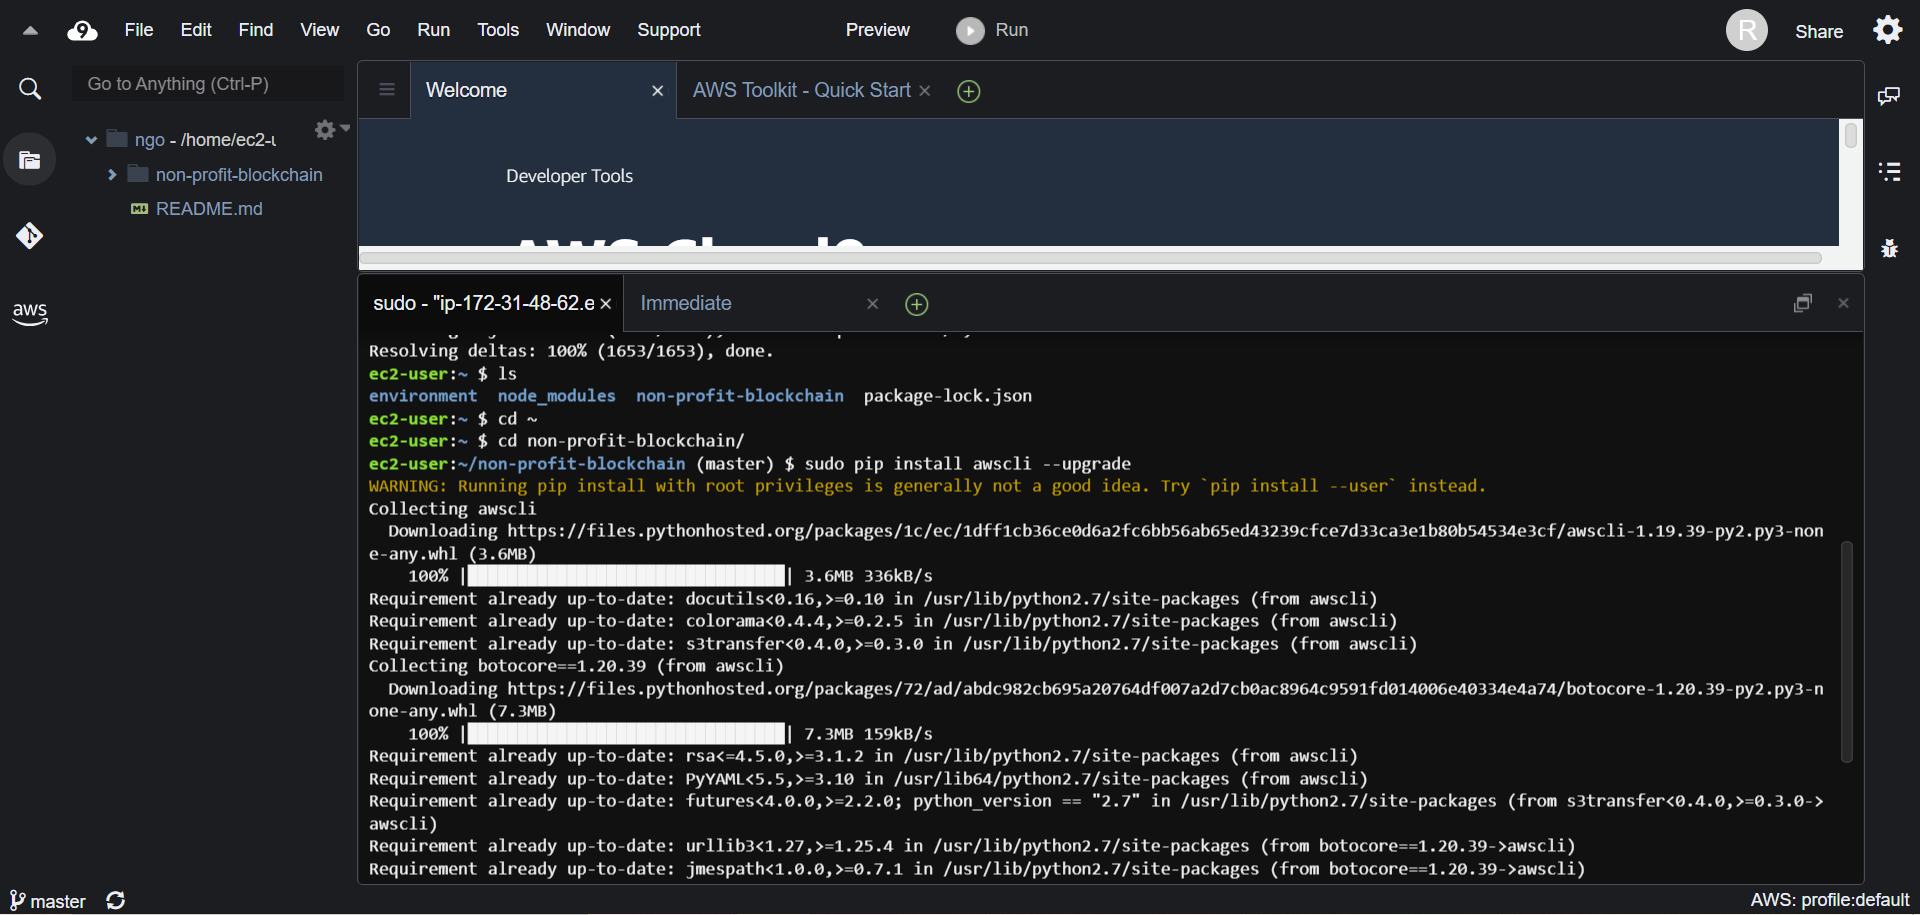 9 File Edit Find View Go Run Tools Window Support Preview Run R Share
Go to Anything (Ctrl-P)
Welcome
AWS Toolkit - Quick Start
ngo - /home/ec2-u
non-profit-blockchain
README.md
aws
Developer Tools
AWS Cloud9
sudo - "ip-172-31-48-62.e
Immediate
Resolving deltas: 100% (1653/1653), done.
ec2-user:~ $ ls
environment node_modules non-profit-blockchain package-lock.json
ec2-user:~ $ cd ~
ec2-user:~ $ cd non-profit-blockchain/
ec2-user:~/non-profit-blockchain (master) $ sudo pip install awscli --upgrade
WARNING: Running pip install with root privileges is generally not a good idea. Try `pip install --user` instead.
Collecting awscli
Downloading https://files.pythonhosted.org/packages/1c/ec/1dff1cb36ce0d6a2fc6bb56ab65ed43239cfce7d33ca3e1b80b54534e3cf/awscli-1.19.39-py2.py3-non
e-any.whl (3.6MB)
100% | | 3.6MB 336kB/s
Requirement already up-to-date: docutils<0.16,>=0.10 in /usr/lib/python2.7/site-packages (from awscli)
Requirement already up-to-date: colorama<0.4.4,>=0.2.5 in /usr/lib/python2.7/site-packages (from awscli)
Requirement already up-to-date: s3transfer<0.4.0,>=0.3.0 in /usr/lib/python2.7/site-packages (from awscli)
Collecting botocore==1.20.39 (from awscli)
Downloading https://files.pythonhosted.org/packages/72/ad/abdc982cb695a20764df007a2d7cb0ac8964c9591fd014006e40334e4a74/botocore-1.20.39-py2.py3-n
one-any.whl (7.3MB)
100% | | 7.3MB 159kB/s
Requirement already up-to-date: rsa<=4.5.0,>=3.1.2 in /usr/lib/python2.7/site-packages (from awscli)
Requirement already up-to-date: PyYAML<5.5,>=3.10 in /usr/lib64/python2.7/site-packages (from awscli)
Requirement already up-to-date: futures<4.0.0,>=2.2.0; python_version == "2.7" in /usr/lib/python2.7/site-packages (from s3transfer<0.4.0,>=0.3.0->
awscli)
Requirement already up-to-date: urllib3<1.27,>=1.25.4 in /usr/lib/python2.7/site-packages (from botocore==1.20.39->awscli)
Requirement already up-to-date: jmespath<1.0.0,>=0.7.1 in /usr/lib/python2.7/site-packages (from botocore==1.20.39->awscli)
master
AWS: profile:default